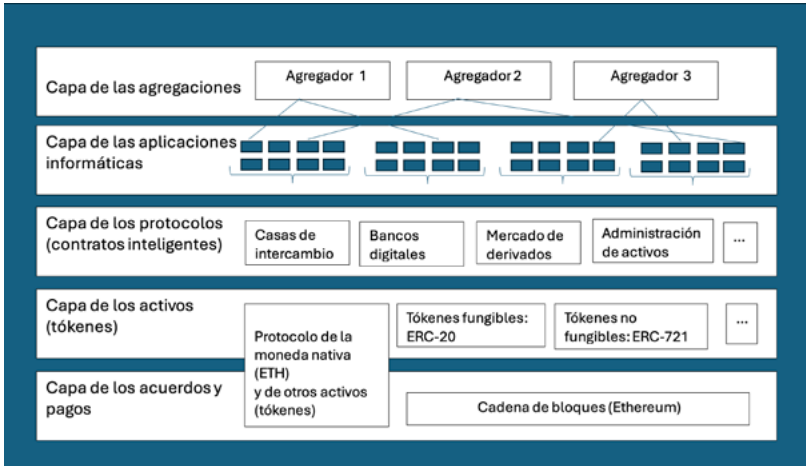 Capa de las agregaciones
Agregador 1
Agregador 2
Agregador 3
Capa de las aplicaciones
informáticas
Capa de los protocolos
(contratos inteligentes)
Casas de
intercambio
Bancos
digitales
Mercado de
derivados
Administración
de activos
...
Capa de los activos
(tókenes)
Protocolo de la
moneda nativa
(ETH)
y de otros activos
(tókenes)
Tókenes fungibles:
ERC-20
Tókenes no
fungibles: ERC-721
...
Capa de los acuerdos y
pagos
Cadena de bloques (Ethereum)